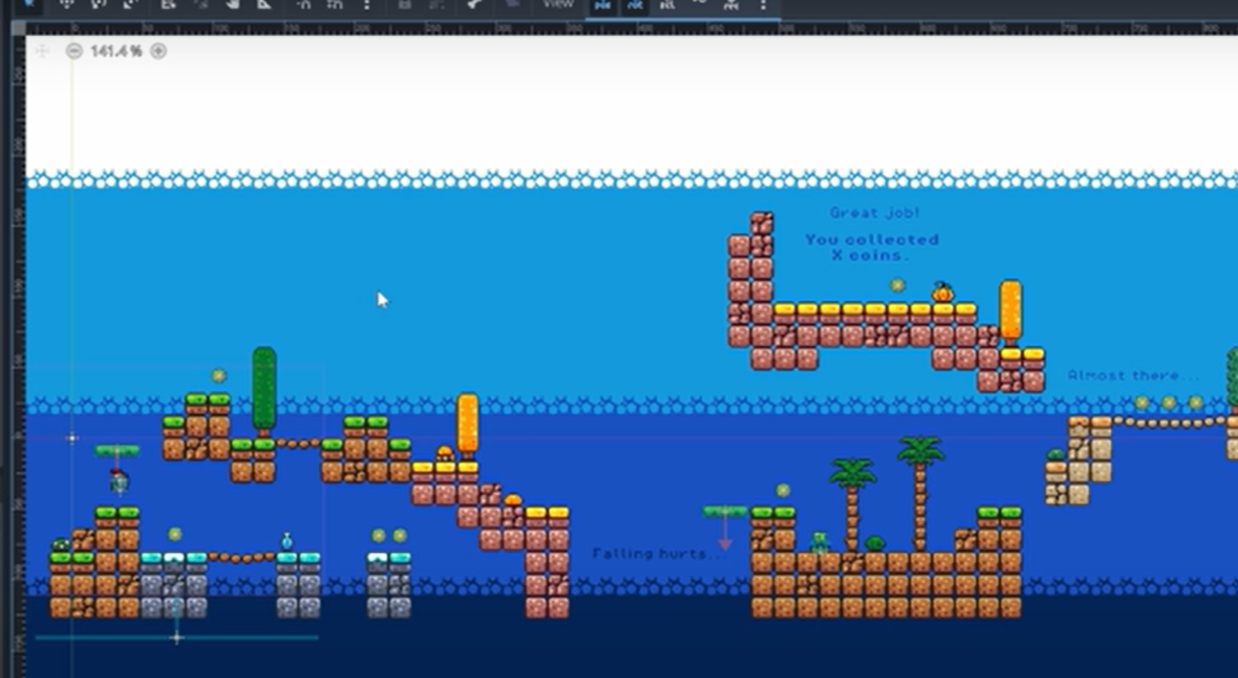 View
141.4%
Great job!
You collected
X coins.
Almost there...
Falling hurts...